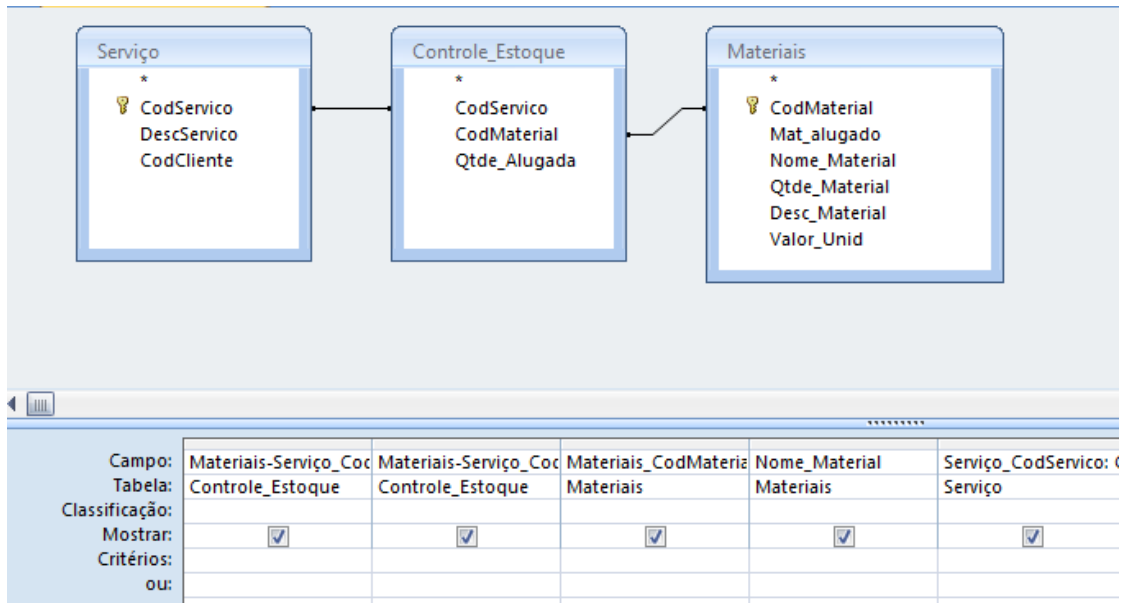 Serviço
*
CodServico
DescServico
CodCliente
Controle_Estoque
*
CodServico
CodMaterial
Qtde_Alugada
Materiais
*
CodMaterial
Mat_alugado
Nome_Material
Qtde_Material
Desc_Material
Valor_Unid
Campo: Materiais-Serviço_Coc Materiais-Serviço_Coc Materiais_CodMateria Nome_Material Serviço_CodServico:
Tabela: Controle_Estoque Controle_Estoque Materiais Materiais Serviço
Classificação:
Mostrar:
Critérios:
ou: